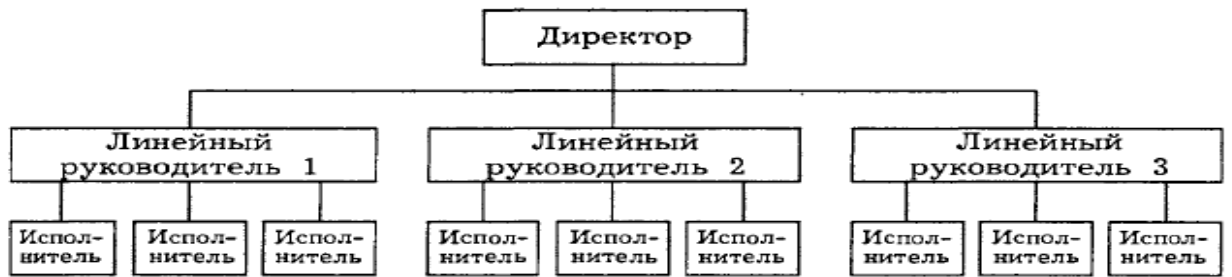 Директор
Линейный
руководитель 1
Линейный
руководитель 2
Линейный
руководитель 3
Испол-
нитель
Испол-
нитель
Испол-
нитель
Испол-
нитель
Испол-
нитель
Испол-
нитель
Испол-
нитель
Испол-
нитель
Испол-
нитель